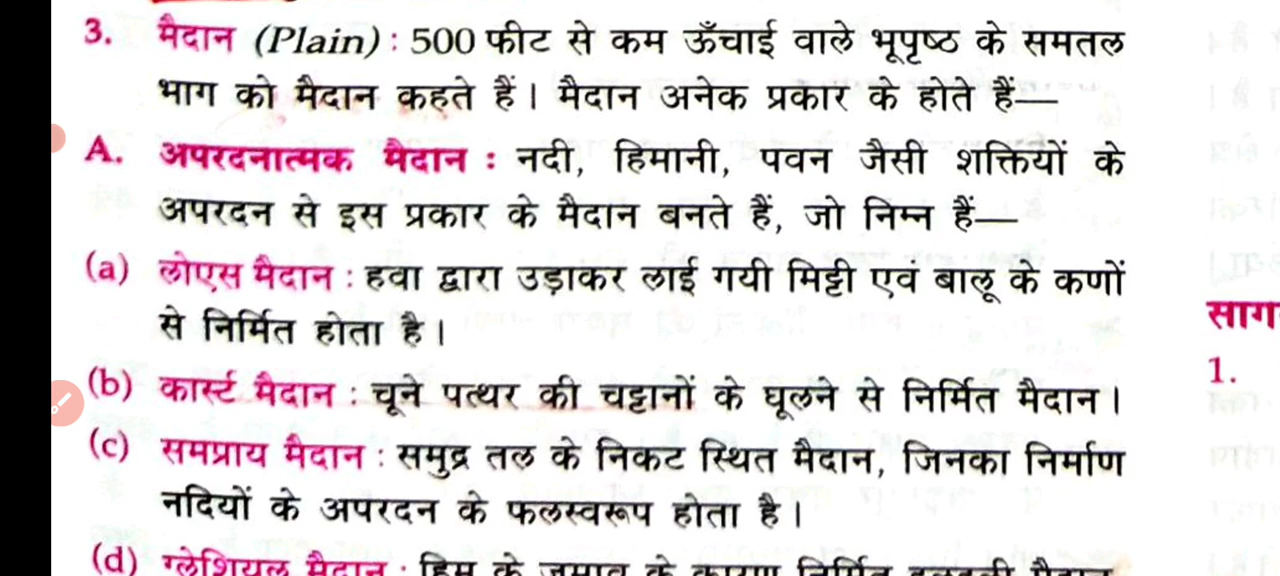 3. मैदान (Plain) : 500 फीट से कम ऊँचाई वाले भूपृष्ठ के समतल
भाग को मैदान कहते हैं। मैदान अनेक प्रकार के होते हैं—
A. अपरदनात्मक मैदान : नदी, हिमानी, पवन जैसी शक्तियों के
अपरदन से इस प्रकार के मैदान बनते हैं, जो निम्न हैं—
(a) लोएस मैदान : हवा द्वारा उड़ाकर लाई गयी मिट्टी एवं बालू के कणों
से निर्मित होता है।
(b) कार्स्ट मैदान : चूने पत्थर की चट्टानों के घूलने से निर्मित मैदान।
(c) समप्राय मैदान : समुद्र तल के निकट स्थित मैदान, जिनका निर्माण
नदियों के अपरदन के फलस्वरूप होता है।
(d) ग्लेशियल मैदान : हिम के जमाव के कारण निर्मित दलदली मैदान
साग
1.